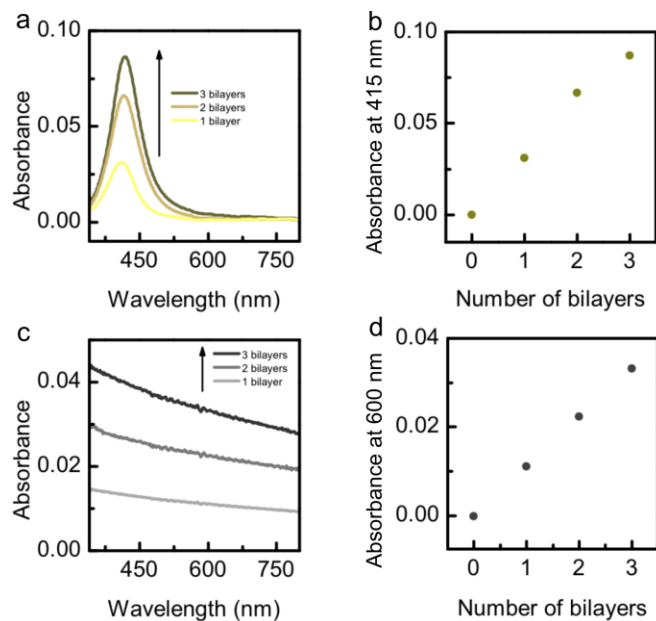 a
0.10
0.05
0.00
Absorbance
3 bilayers
2 bilayers
1 bilayer
450
600
750
Wavelength (nm)
b
0.10
0.05
0.00
Absorbance at 415 nm
0
1
2
3
Number of bilayers
c
0.04
0.02
0.00
Absorbance
3 bilayers
2 bilayers
1 bilayer
450
600
750
Wavelength (nm)
d
0.04
0.02
0.00
Absorbance at 600 nm
0
1
2
3
Number of bilayers